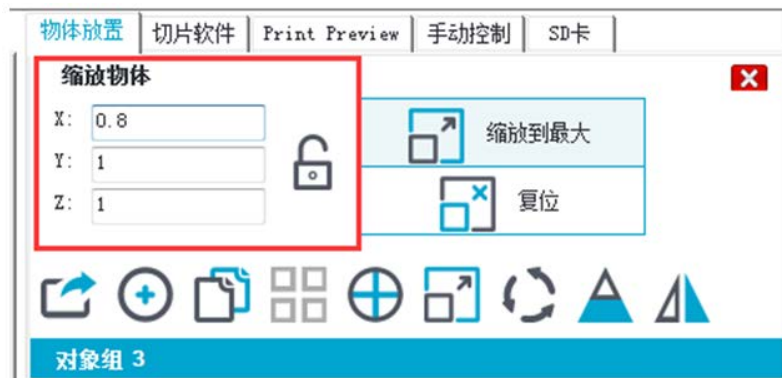 物体放置 切片软件 Print Preview 手动控制 SD卡
缩放物体
X: 0.8
Y: 1
Z: 1
缩放到最大
复位
对象组 3